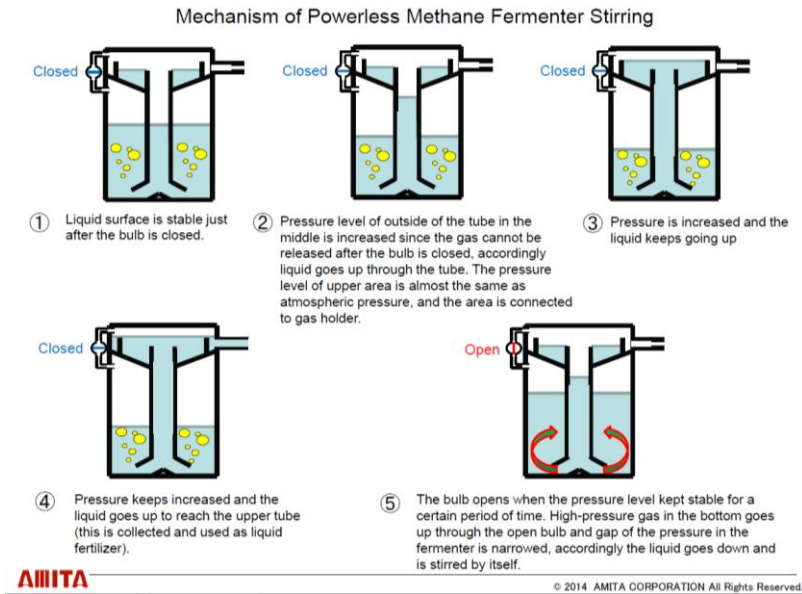 Mechanism of Powerless Methane Fermenter Stirring
Closed
Closed
Closed
① Liquid surface is stable just
after the bulb is closed.
② Pressure level of outside of the tube in the
middle is increased since the gas cannot be
released after the bulb is closed, accordingly
liquid goes up through the tube. The pressure
level of upper area is almost the same as
atmospheric pressure, and the area is connected
to gas holder.
③ Pressure is increased and the
liquid keeps going up
Closed
Open
④ Pressure keeps increased and the
liquid goes up to reach the upper tube
(this is collected and used as liquid
fertilizer).
⑤ The bulb opens when the pressure level kept stable for a
certain period of time. High-pressure gas in the bottom goes
up through the open bulb and gap of the pressure in the
fermenter is narrowed, accordingly the liquid goes down and
is stirred by itself.
AMITA
© 2014 AMITA CORPORATION All Rights Reserved.